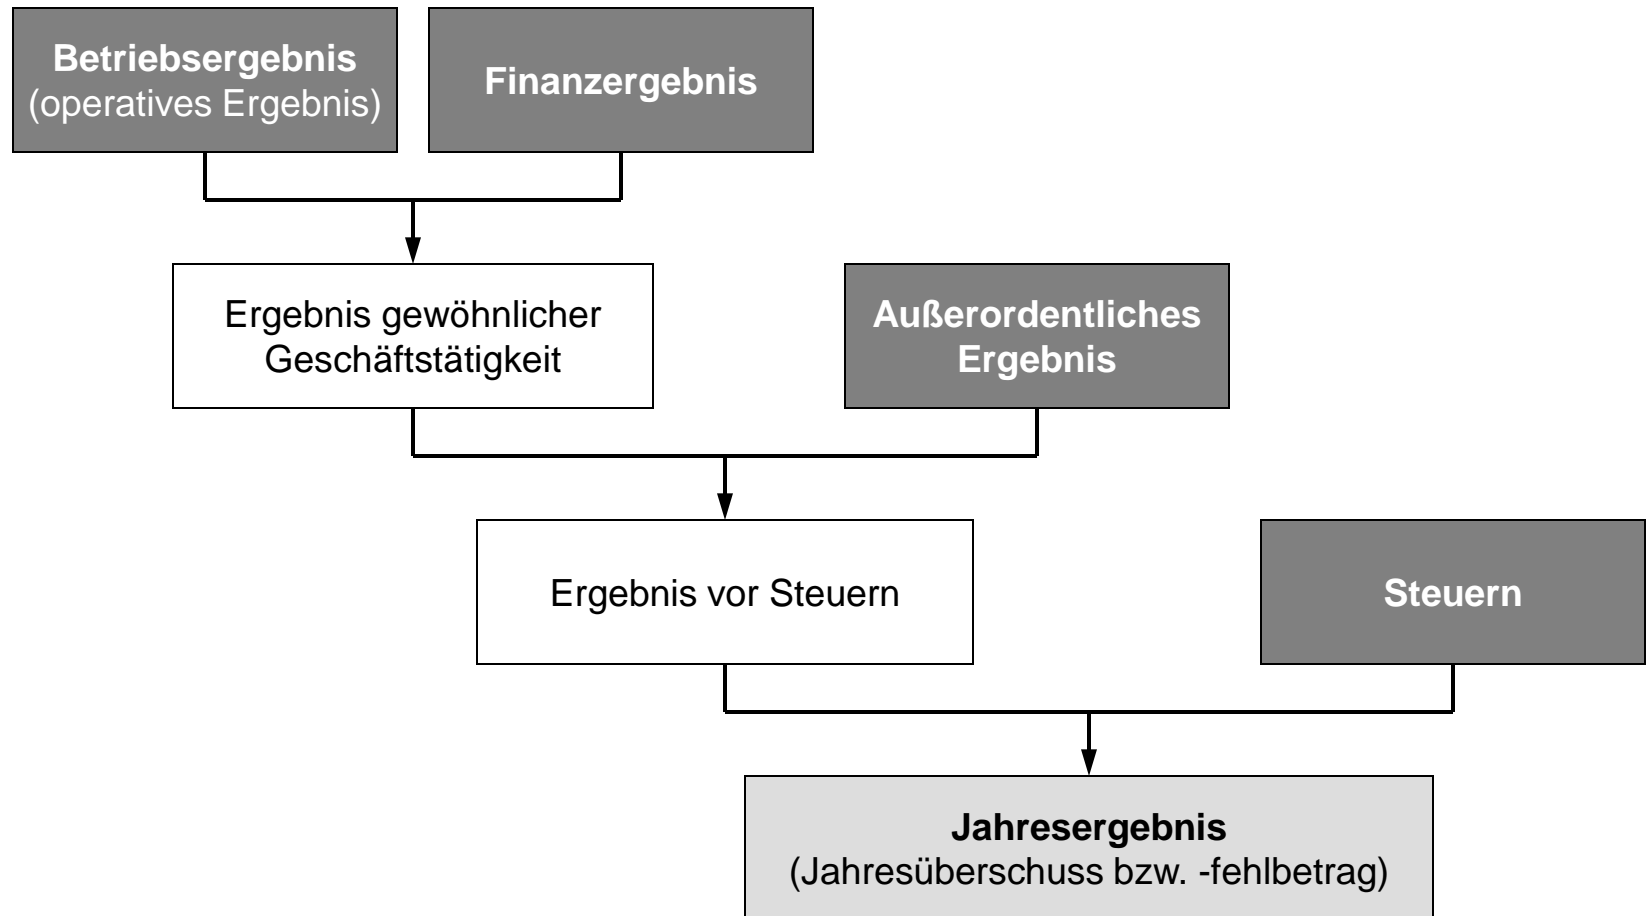 Betriebsergebnis
(operatives Ergebnis)
Finanzergebnis
Ergebnis gewöhnlicher
Geschäftstätigkeit
Außerordentliches
Ergebnis
Ergebnis vor Steuern
Steuern
Jahresergebnis
(Jahresüberschuss bzw. -fehlbetrag)